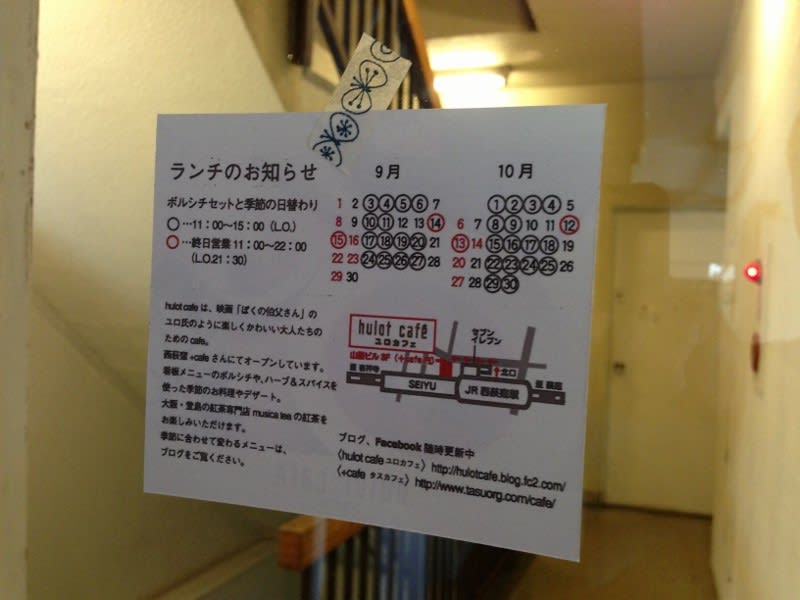 ランチのお知らせ
ボルシチセットと季節の日替わり
○…11：00〜15：00（L.O.）
○…終日営業 11：00〜22：00
（L.O.21：30）
9月
1 2 3 4 5 6 7
8 9 10 11 12 13 14
15 16 17 18 19 20 21
22 23 24 25 26 27 28
29 30
10月
1 2 3 4 5
6 7 8 9 10 11 12
13 14 15 16 17 18 19
20 21 22 23 24 25 26
27 28 29 30
hulot cafe は、映画「ぼくの伯父さん」の
ユロ氏のように楽しくかわいい大人たちの
ための cafe。
西荻窪 +cafe さんにてオープンしています。
看板メニューのボルシチや、ハーブ＆スパイスを
使った季節のお料理やデザート。
大阪・堂島の紅茶専門店 musica tea の紅茶を
お楽しみいただけます。
季節に合わせて変わるメニューは、
ブログをご覧ください。
hulot café
ユロカフェ
セブン
イレブン
ビル 3F（+cafe 内）
北口
至 吉祥寺
SEIYU
JR 西荻窪駅
至 荻窪
ブログ、Facebook 随時更新中
〈hulot cafe ユロカフェ〉http://hulotcafe.blog.fc2.com/
〈+cafe タスカフェ〉http://www.tasuorg.com/cafe/